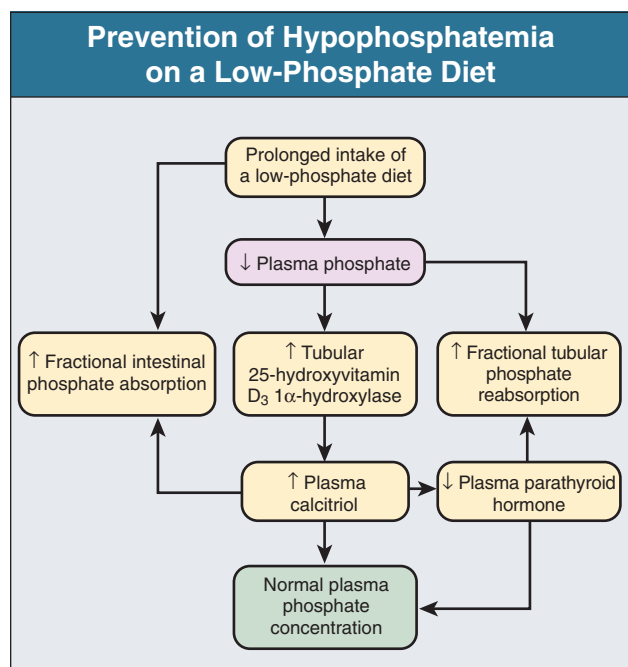 Prevention of Hypophosphatemia
on a Low-Phosphate Diet
Prolonged intake of
a low-phosphate diet
↓ Plasma phosphate
↑ Fractional intestinal
phosphate absorption
↑ Tubular
25-hydroxyvitamin
D₃ 1α-hydroxylase
↑ Fractional tubular
phosphate
reabsorption
↑ Plasma
calcitriol
↓ Plasma parathyroid
hormone
Normal plasma
phosphate
concentration